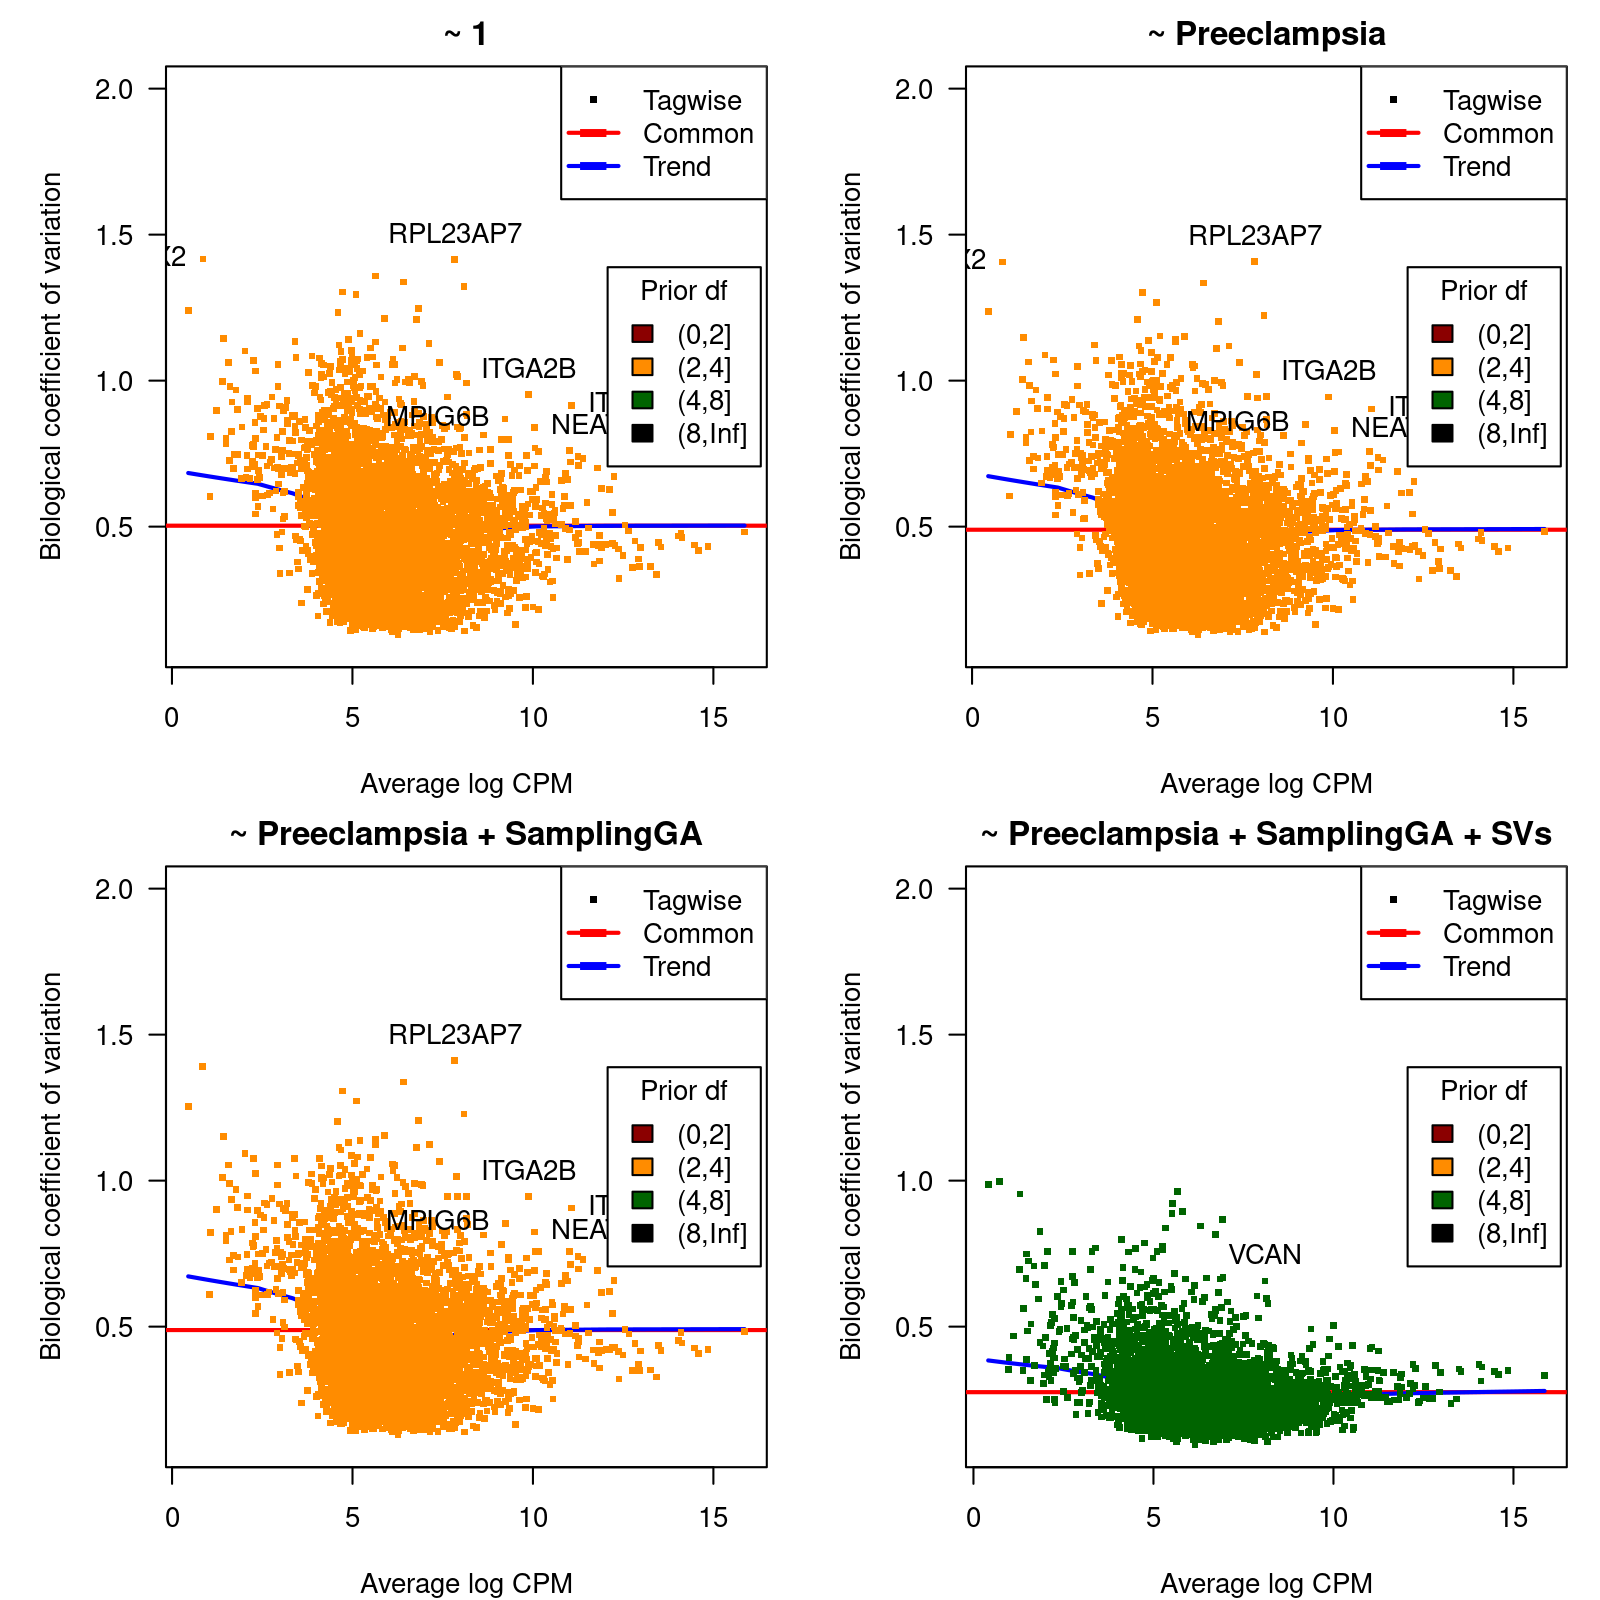 ~ 1
2.0
1.5
1.0
0.5
0
5
10
15
Biological coefficient of variation
Average log CPM
Tagwise
Common
Trend
Prior df
(0,2]
(2,4]
(4,8]
(8,Inf]
RPL23AP7
ITGA2B
MPIG6B
~ Preeclampsia
2.0
1.5
1.0
0.5
0
5
10
15
Biological coefficient of variation
Average log CPM
Tagwise
Common
Trend
Prior df
(0,2]
(2,4]
(4,8]
(8,Inf]
RPL23AP7
ITGA2B
MPIG6B
~ Preeclampsia + SamplingGA
2.0
1.5
1.0
0.5
0
5
10
15
Biological coefficient of variation
Average log CPM
Tagwise
Common
Trend
Prior df
(0,2]
(2,4]
(4,8]
(8,Inf]
RPL23AP7
ITGA2B
MPIG6B
~ Preeclampsia + SamplingGA + SVs
2.0
1.5
1.0
0.5
0
5
10
15
Biological coefficient of variation
Average log CPM
Tagwise
Common
Trend
Prior df
(0,2]
(2,4]
(4,8]
(8,Inf]
VCAN